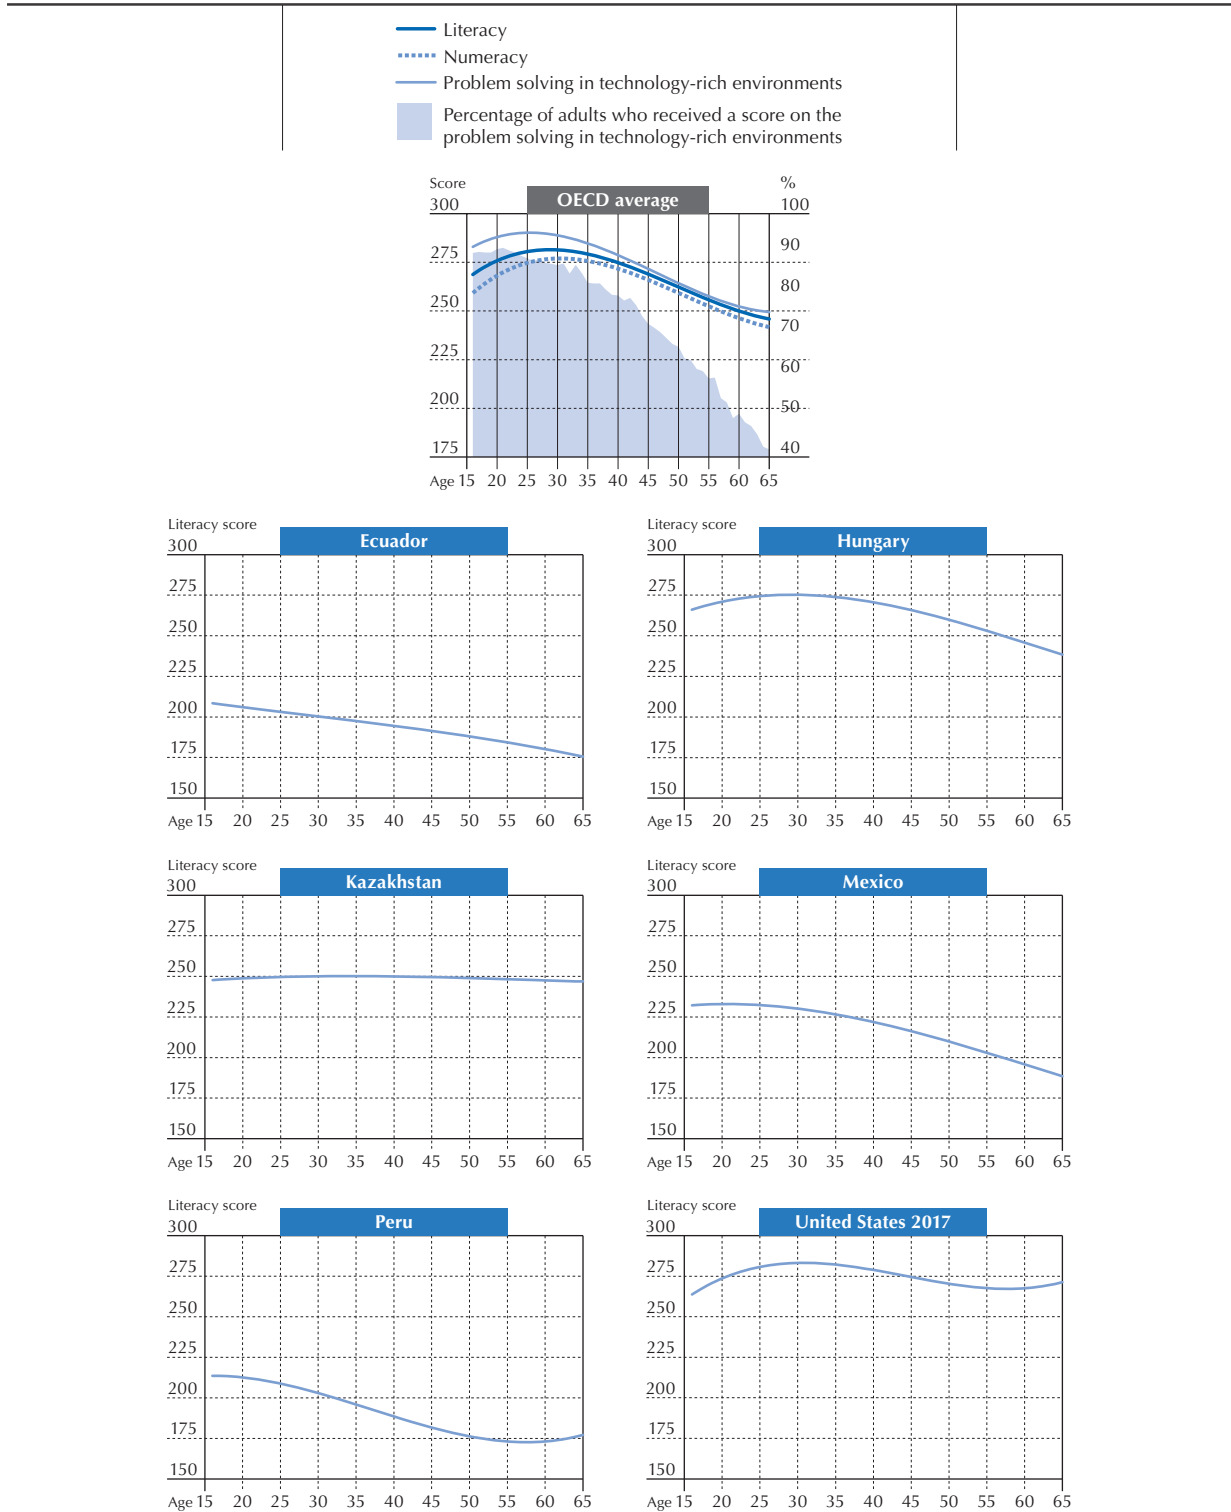 Literacy
Numeracy
Problem solving in technology-rich environments
Percentage of adults who received a score on the
problem solving in technology-rich environments
Score
%
OECD average
300
100
275
90
80
250
70
225
60
200
50
175
40
Age 15 20 25 30 35 40 45 50 55 60 65
Literacy score
Ecuador
300
275
250
225
200
175
150
Age 15 20 25 30 35 40 45 50 55 60 65
Literacy score
Hungary
300
275
250
225
200
175
150
Age 15 20 25 30 35 40 45 50 55 60 65
Literacy score
Kazakhstan
300
275
250
225
200
175
150
Age 15 20 25 30 35 40 45 50 55 60 65
Literacy score
Mexico
300
275
250
225
200
175
150
Age 15 20 25 30 35 40 45 50 55 60 65
Literacy score
Peru
300
275
250
225
200
175
150
Age 15 20 25 30 35 40 45 50 55 60 65
Literacy score
United States 2017
300
275
250
225
200
175
150
Age 15 20 25 30 35 40 45 50 55 60 65